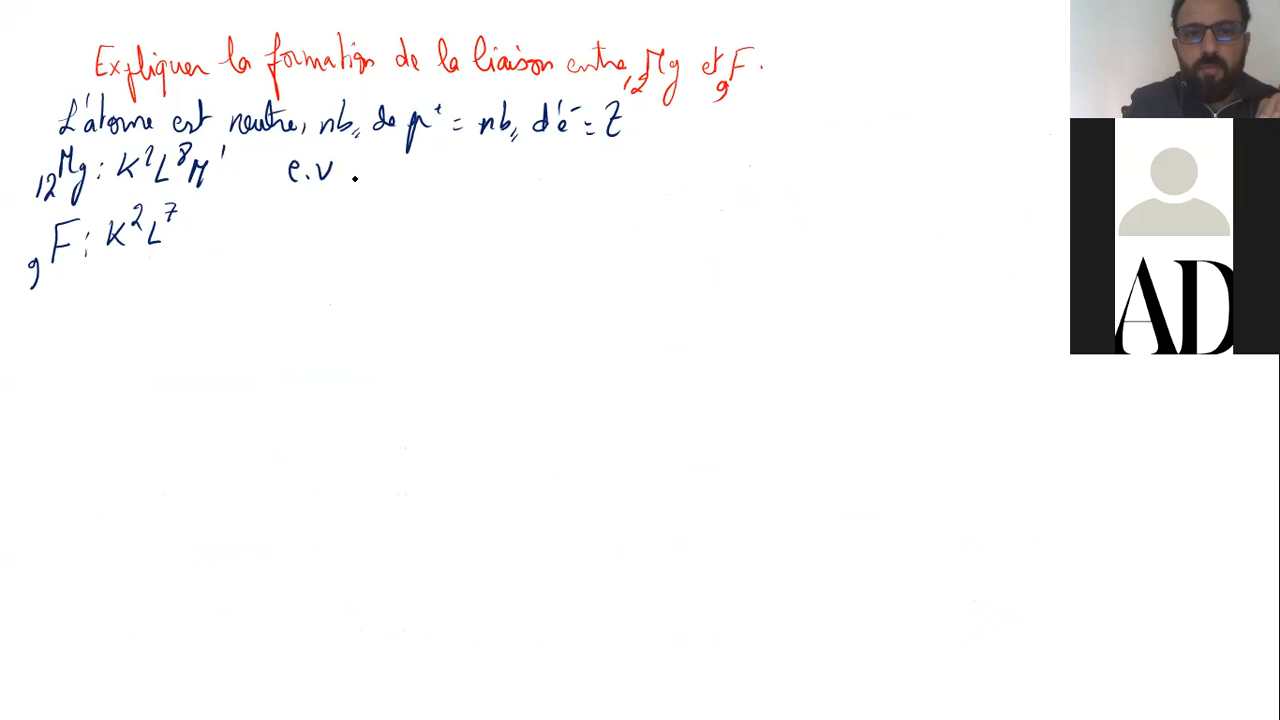 Expliquer la formation de la liaison entre ₁₂Mg et ₉F.
L'atome est neutre, nb, de p⁺ = nb, d'é⁻ = Z
₁₂Mg : K²L⁸M¹ e.v .
₉F : K²L⁷
AD